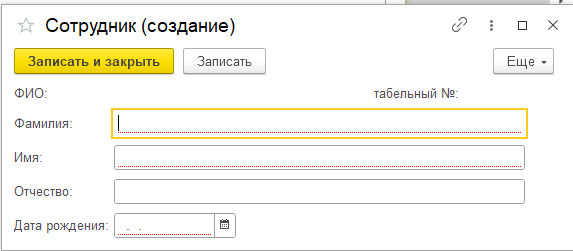 Сотрудник (создание)
Записать и закрыть Записать Еще
ФИО: табельный №:
Фамилия:
Имя:
Отчество:
Дата рождения: . .